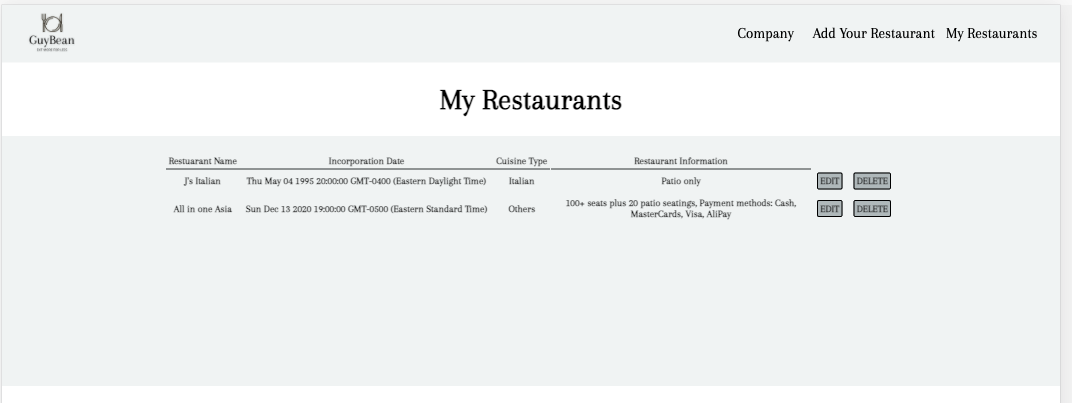 GuyBean
Company Add Your Restaurant My Restaurants
My Restaurants
Restuarant Name Incorporation Date Cuisine Type Restaurant Information
J's Italian Thu May 04 1995 20:00:00 GMT-0400 (Eastern Daylight Time) Italian Patio only EDIT DELETE
All in one Asia Sun Dec 13 2020 19:00:00 GMT-0500 (Eastern Standard Time) Others 100+ seats plus 20 patio seatings, Payment methods: Cash, EDIT DELETE
MasterCards, Visa, AliPay